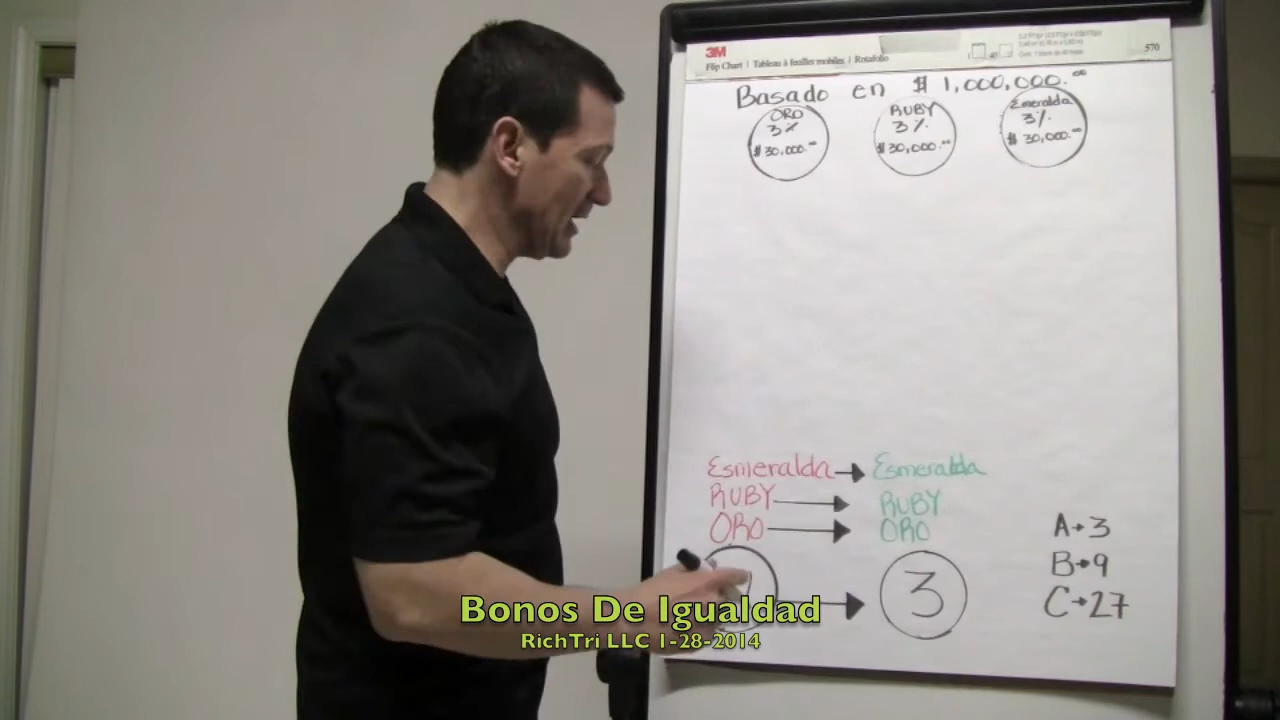 3M
570
Flip Chart | Tableau à feuilles mobiles | Rotafolio
Basado en $ 1,000,000.00
ORO
3%
$ 30,000.00
RUBY
3%
$ 30,000.00
Emeralda
3%
$ 30,000.00
Esmeralda Esmeralda
RUBY RUBY
ORO ORO
3
A→3
B→9
C→27
Bonos De Igualdad
RichTri LLC 1-28-2014